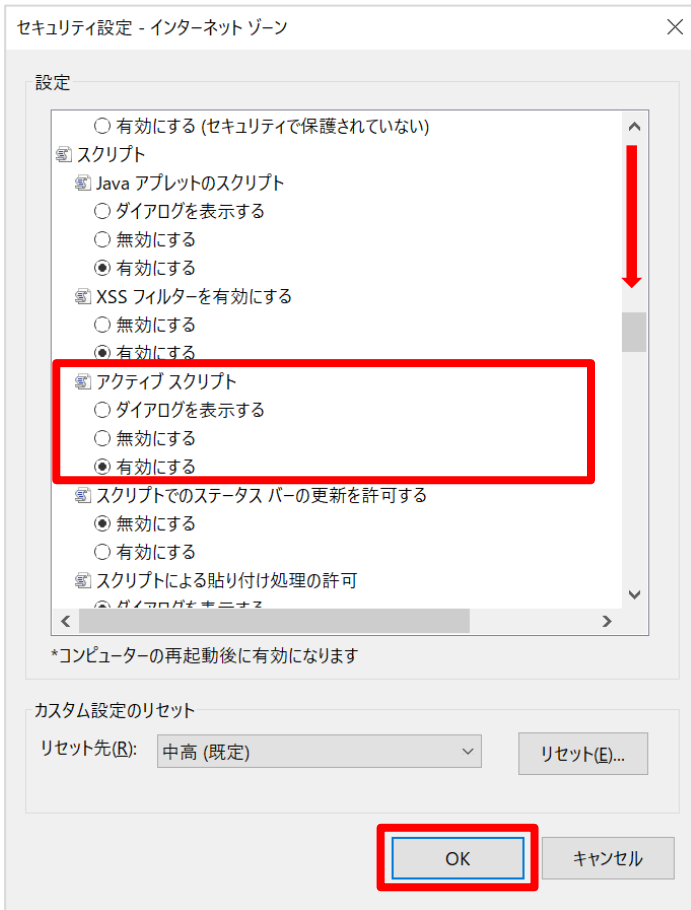 セキュリティ設定 - インターネット ゾーン
設定
有効にする (セキュリティで保護されていない)
スクリプト
Java アプレットのスクリプト
ダイアログを表示する
無効にする
有効にする
XSS フィルターを有効にする
無効にする
有効にする
アクティブ スクリプト
ダイアログを表示する
無効にする
有効にする
スクリプトでのステータス バーの更新を許可する
無効にする
有効にする
スクリプトによる貼り付け処理の許可
ダイアログを表示する
*コンピューターの再起動後に有効になります
カスタム設定のリセット
リセット先(R): 中高 (既定) リセット(E)...
OK キャンセル